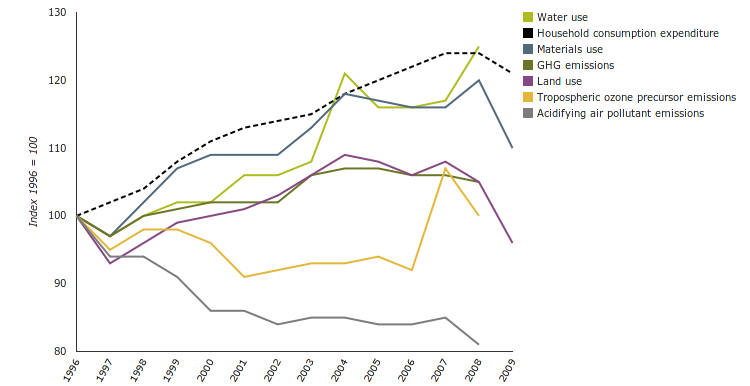 130
120
110
100
90
80
Index 1996 = 100
1996
1997
1998
1999
2000
2001
2002
2003
2004
2005
2006
2007
2008
2009
Water use
Household consumption expenditure
Materials use
GHG emissions
Land use
Tropospheric ozone precursor emissions
Acidifying air pollutant emissions